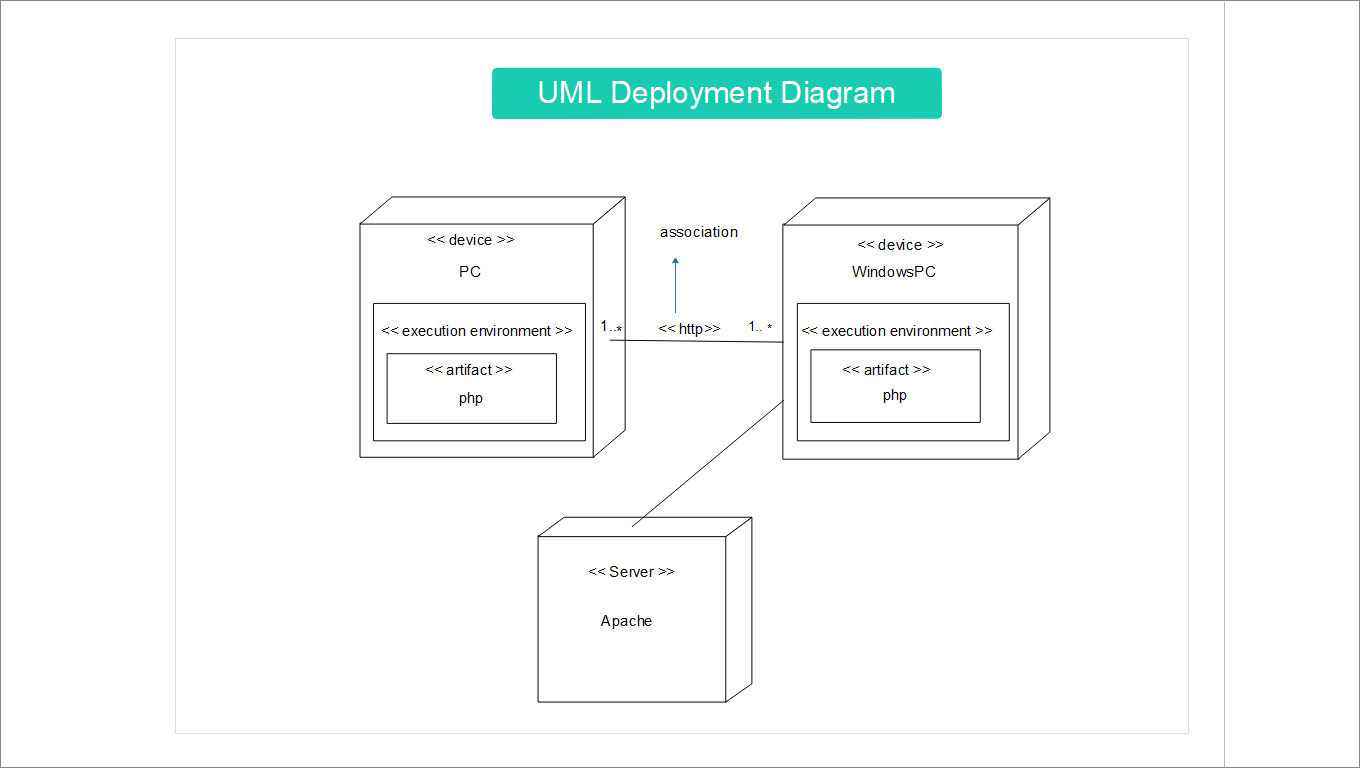 UML Deployment Diagram
<< device >>
PC
<< execution environment >>
<< artifact >>
php
association
1..*
<< http>>
1.. *
<< device >>
WindowsPC
<< execution environment >>
<< artifact >>
php
<< Server >>
Apache